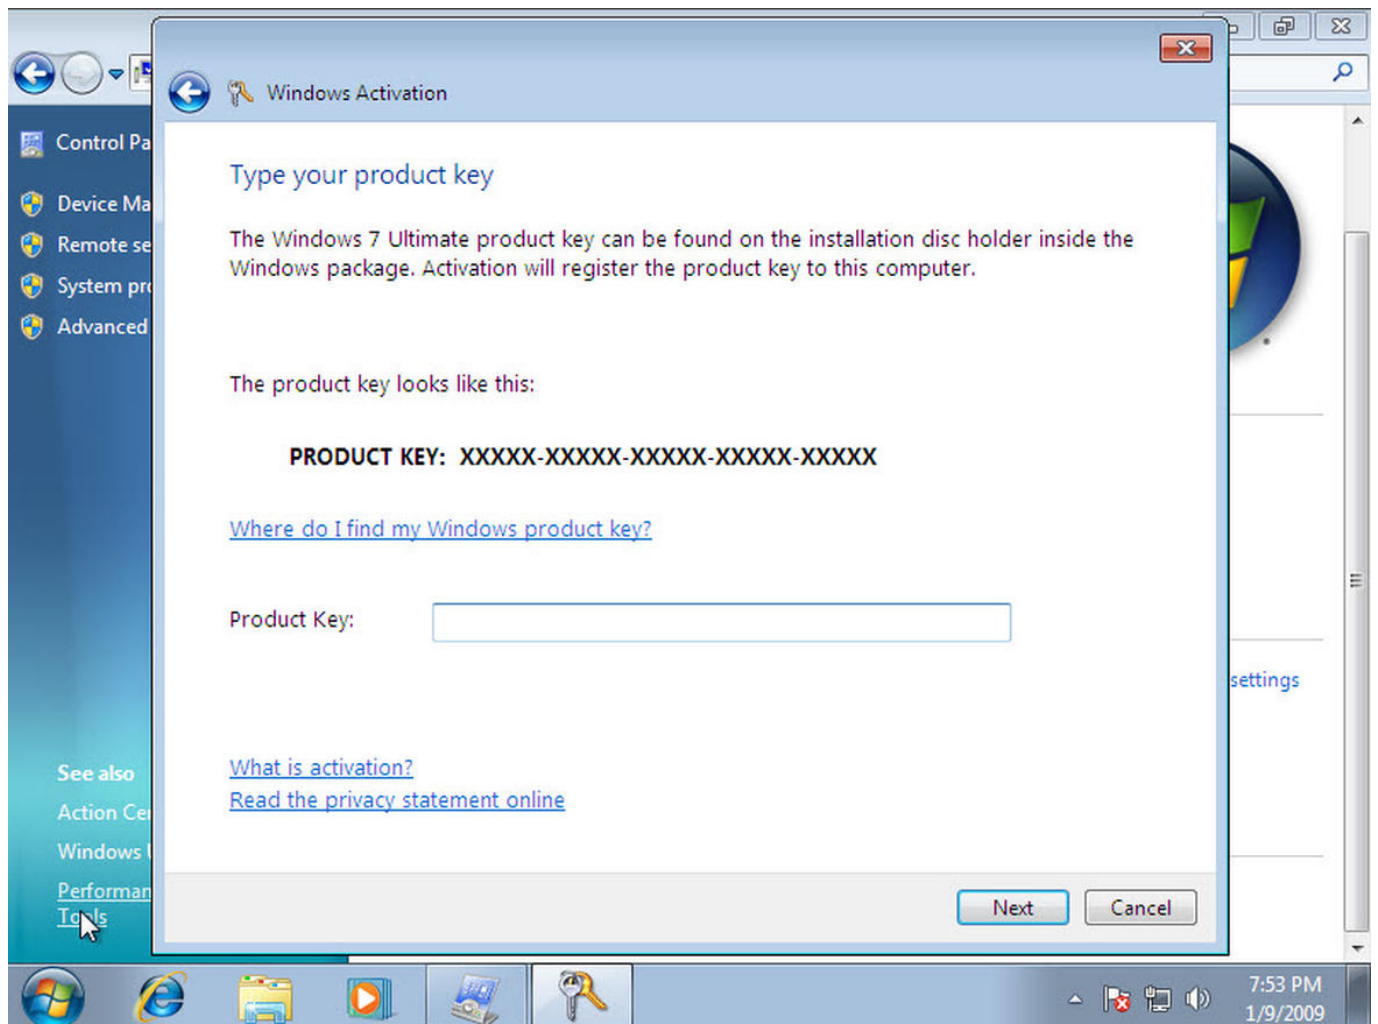 Windows Activation
Control Pa
Device Ma
Remote se
System pro
Advanced
Type your product key
The Windows 7 Ultimate product key can be found on the installation disc holder inside the
Windows package. Activation will register the product key to this computer.
The product key looks like this:
PRODUCT KEY: XXXXX-XXXXX-XXXXX-XXXXX-XXXXX
Where do I find my Windows product key?
Product Key:
settings
What is activation?
Read the privacy statement online
See also
Action Cen
Windows U
Performan
Tools
Next
Cancel
7:53 PM
1/9/2009